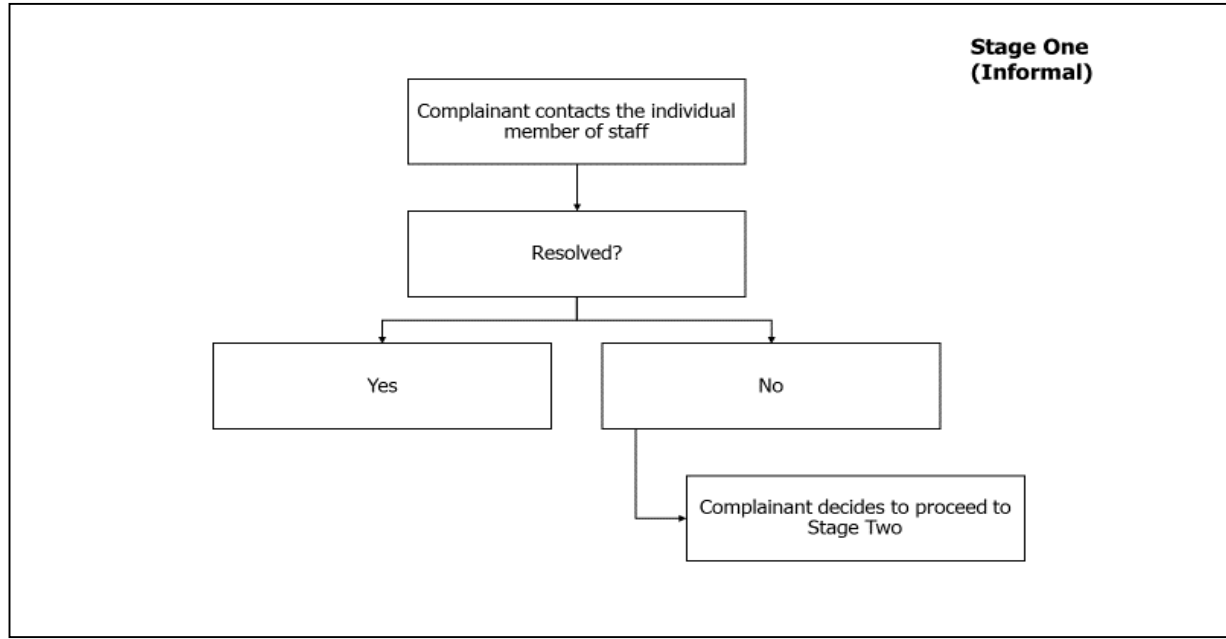 Stage One
(Informal)
Complainant contacts the individual
member of staff
Resolved?
Yes
No
Complainant decides to proceed to
Stage Two